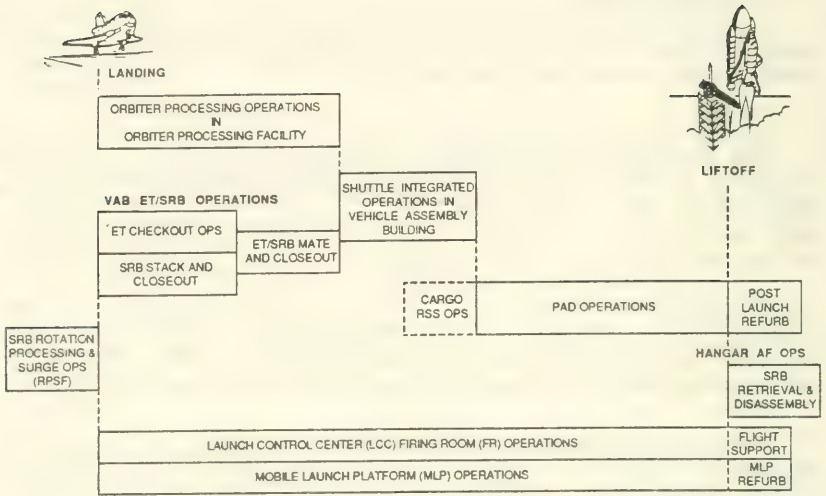 LANDING
ORBITER PROCESSING OPERATIONS
IN
ORBITER PROCESSING FACILITY
LIFTOFF
SHUTTLE INTEGRATED
OPERATIONS IN
VEHICLE ASSEMBLY
BUILDING
VAB ET/SRB OPERATIONS
ET CHECKOUT OPS
SRB STACK AND
CLOSEOUT
ET/SRB MATE
AND CLOSEOUT
CARGO
RSS OPS
PAD OPERATIONS
POST
LAUNCH
REFURB
SRB ROTATION
PROCESSING &
SURGE OPS
(RPSF)
HANGAR AF OPS
SRB
RETRIEVAL &
DISASSEMBLY
LAUNCH CONTROL CENTER (LCC) FIRING ROOM (FR) OPERATIONS
FLIGHT
SUPPORT
MOBILE LAUNCH PLATFORM (MLP) OPERATIONS
MLP
REFURB